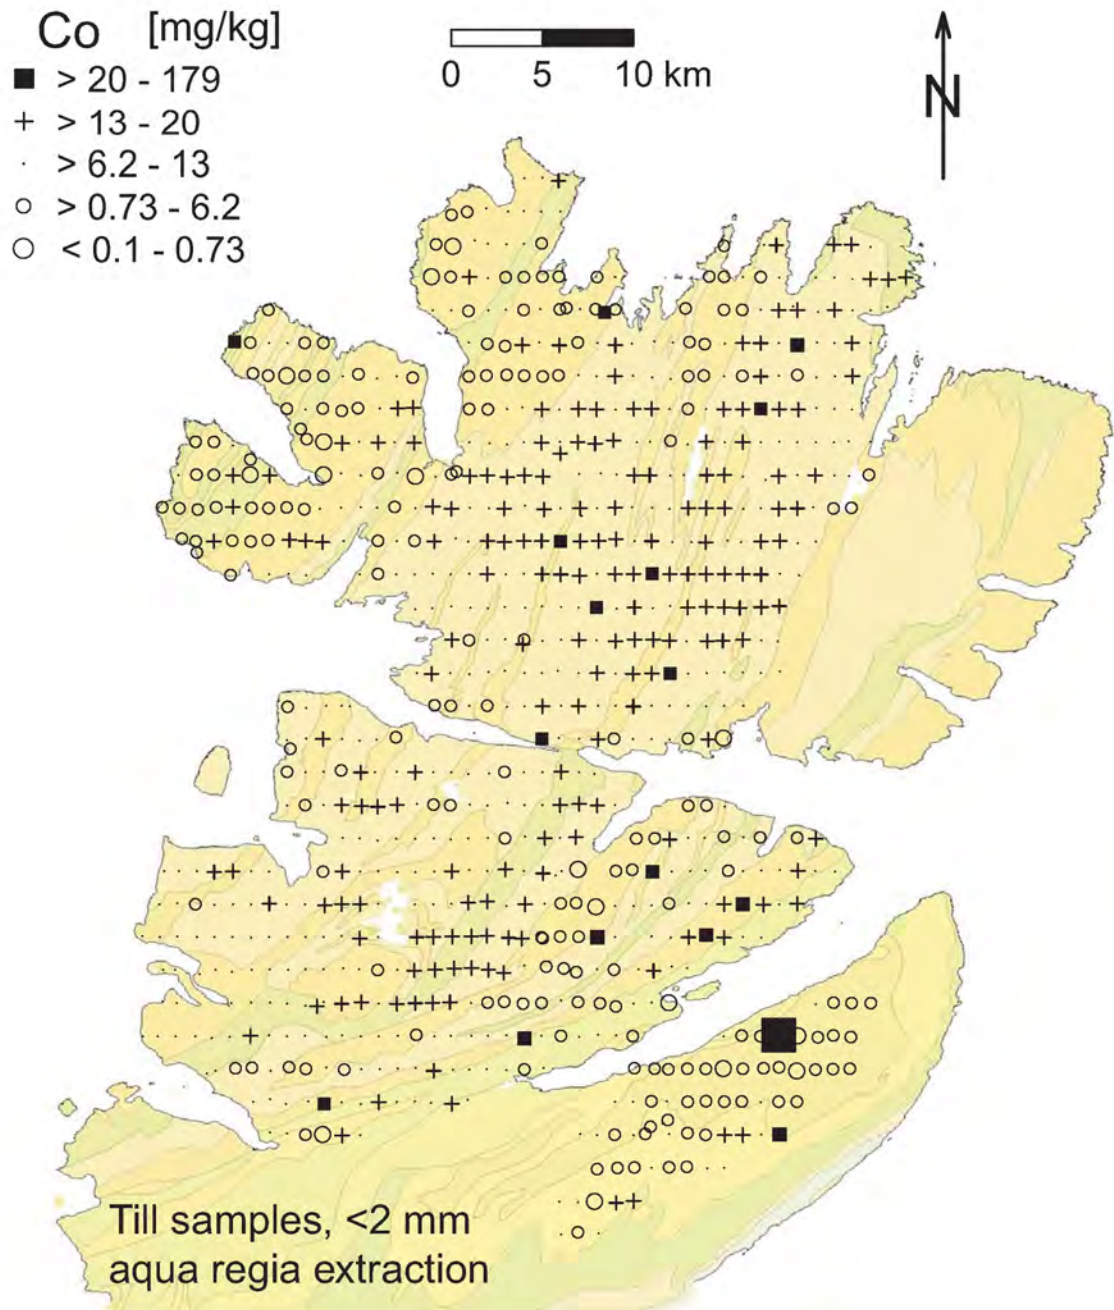 Co [mg/kg]
> 20 - 179
> 13 - 20
> 6.2 - 13
> 0.73 - 6.2
< 0.1 - 0.73
0 5 10 km
N
Till samples, <2 mm
aqua regia extraction